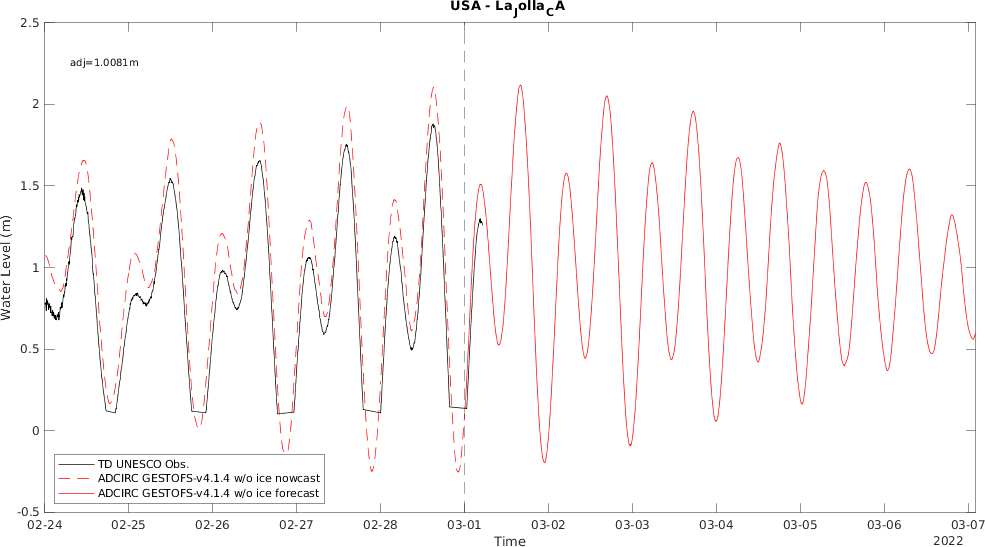 USA - LaJollaCA
adj=1.0081m
2.5
2
1.5
1
0.5
0
-0.5
Water Level (m)
TD UNESCO Obs.
ADCIRC GESTOFS-v4.1.4 w/o ice nowcast
ADCIRC GESTOFS-v4.1.4 w/o ice forecast
02-24 02-25 02-26 02-27 02-28 03-01 03-02 03-03 03-04 03-05 03-06 03-07
Time
2022